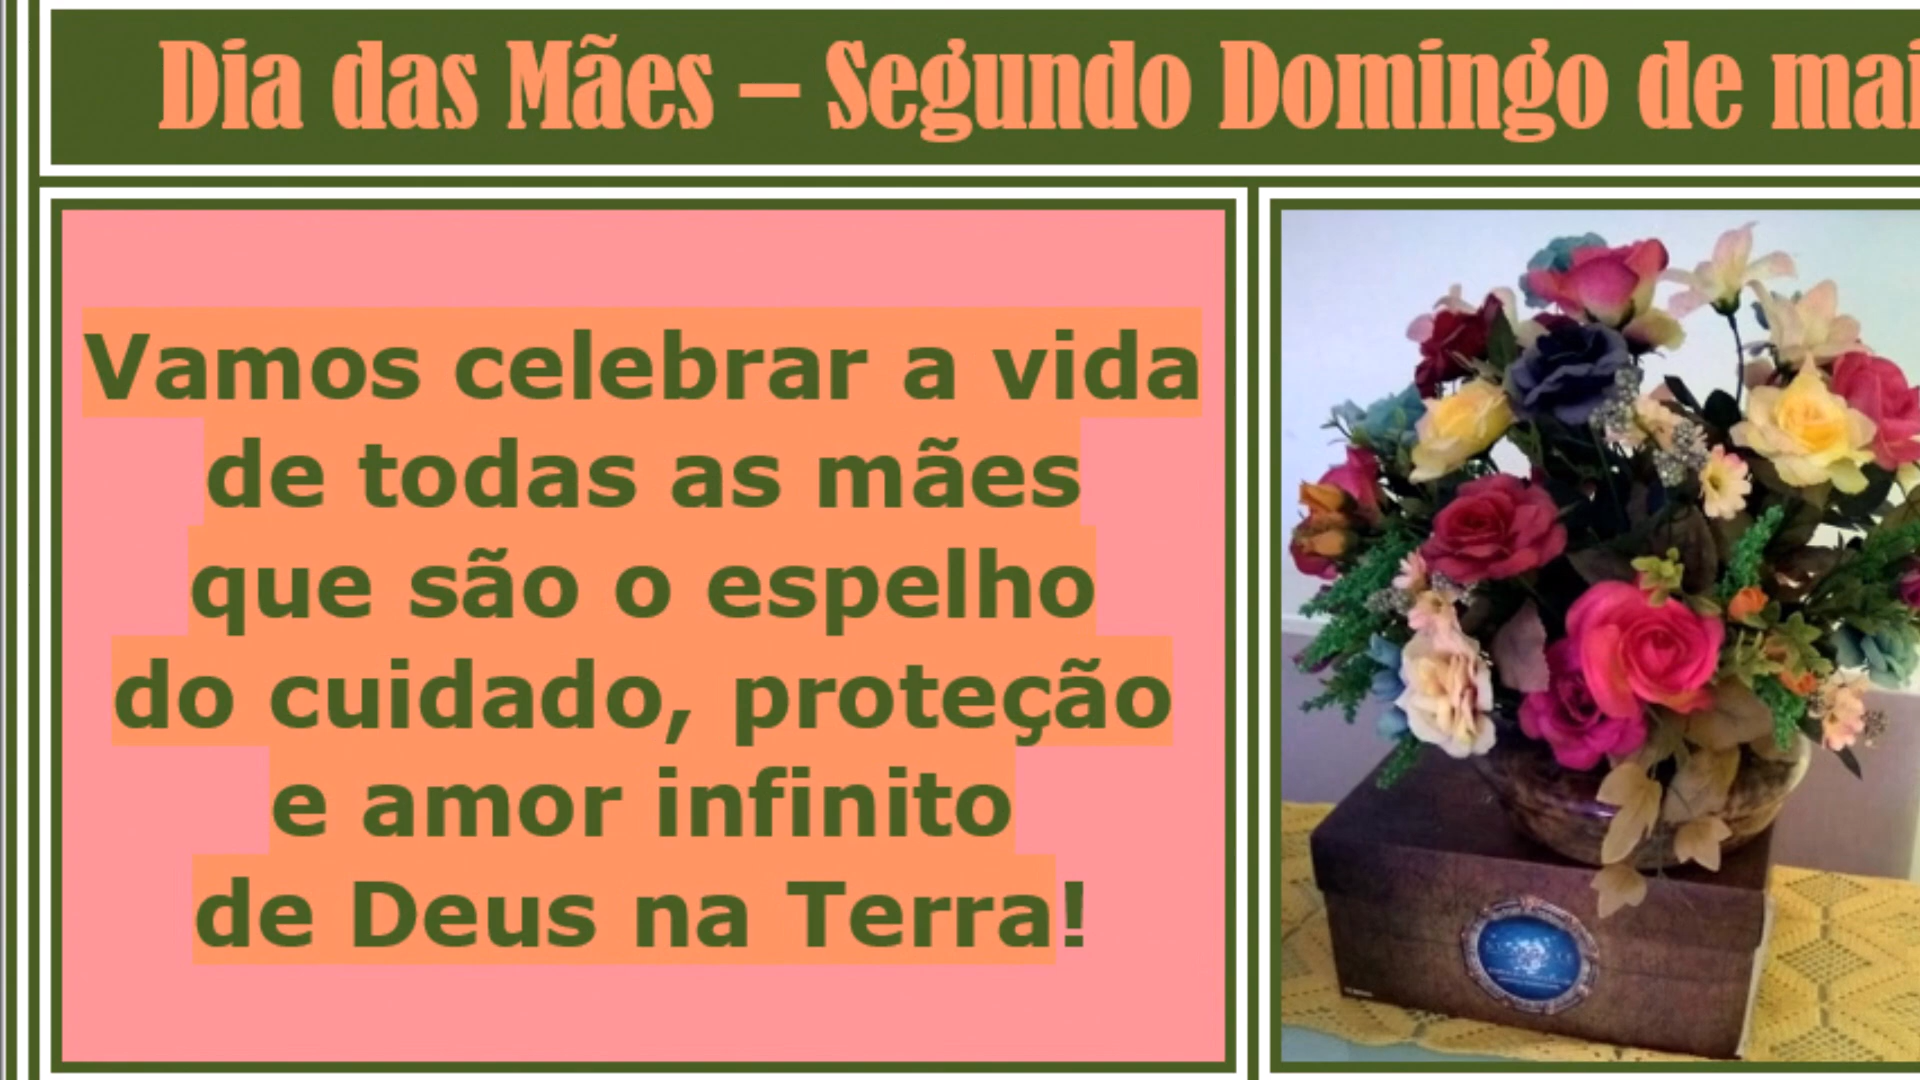 Dia das Mães – Segundo Domingo de mai
Vamos celebrar a vida
de todas as mães
que são o espelho
do cuidado, proteção
e amor infinito
de Deus na Terra!